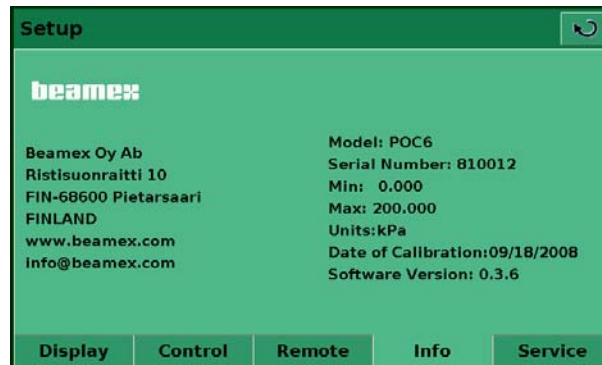 Setup
beamex
Beamex Oy Ab
Ristisuonraitti 10
FIN-68600 Pietarsaari
FINLAND
www.beamex.com
info@beamex.com
Model: POC6
Serial Number: 810012
Min: 0.000
Max: 200.000
Units:kPa
Date of Calibration:09/18/2008
Software Version: 0.3.6
Display Control Remote Info Service